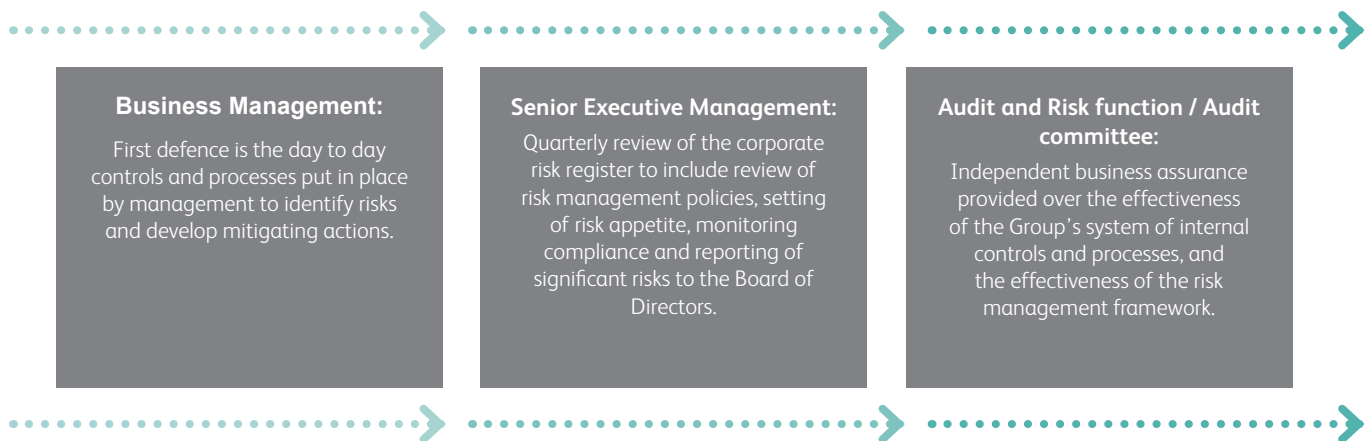 Business Management:
First defence is the day to day
controls and processes put in place
by management to identify risks
and develop mitigating actions.
Senior Executive Management:
Quarterly review of the corporate
risk register to include review of
risk management policies, setting
of risk appetite, monitoring
compliance and reporting of
significant risks to the Board of
Directors.
Audit and Risk function / Audit
committee:
Independent business assurance
provided over the effectiveness
of the Group's system of internal
controls and processes, and
the effectiveness of the risk
management framework.